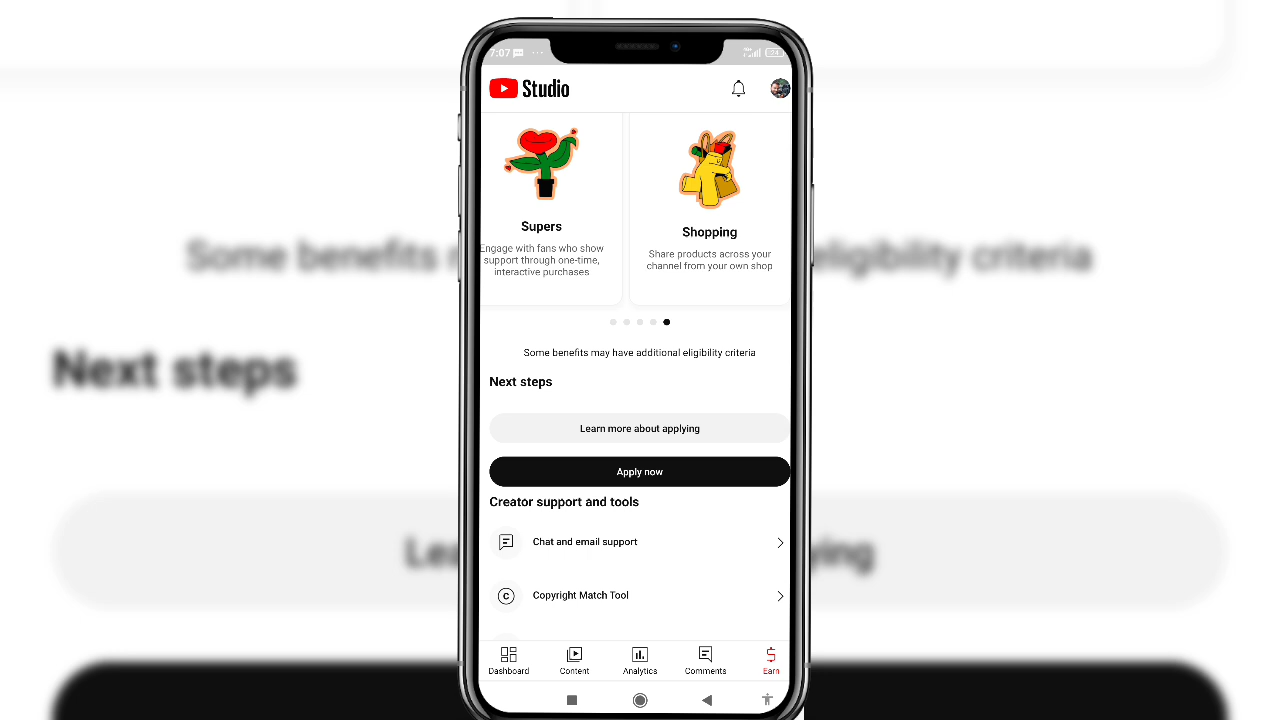 7:07
Studio
Supers
Engage with fans who show
support through one-time,
interactive purchases
Shopping
Share products across your
channel from your own shop
Some benefits may have additional eligibility criteria
Next steps
Learn more about applying
Apply now
Creator support and tools
Chat and email support
Copyright Match Tool
Dashboard
Content
Analytics
Comments
Earn
Some benefits
eligibility criteria
Next steps